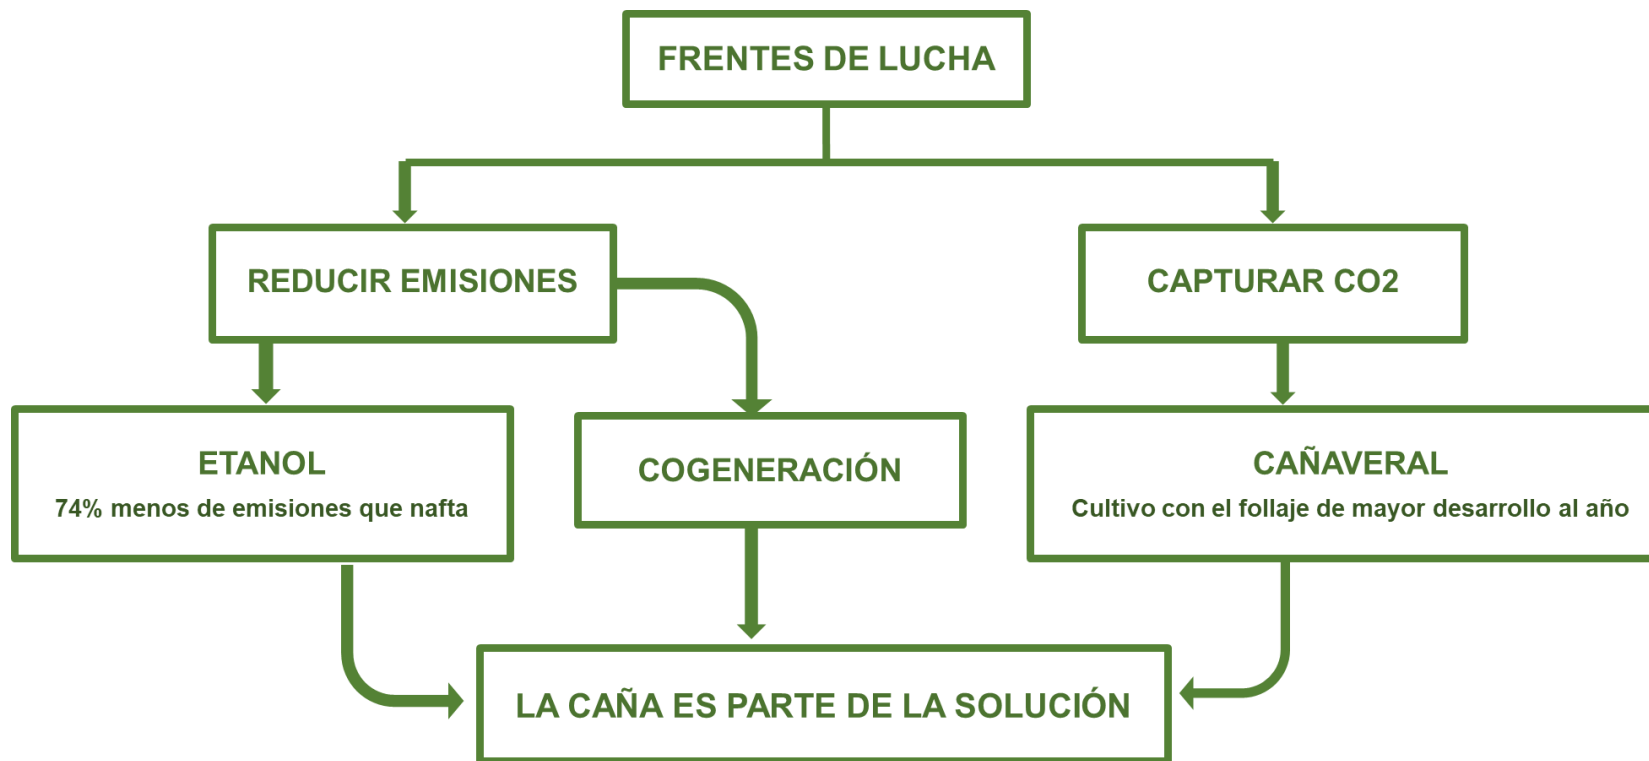 FRENTES DE LUCHA
REDUCIR EMISIONES
CAPTURAR CO2
ETANOL
74% menos de emisiones que nafta
COGENERACIÓN
CAÑAVERAL
Cultivo con el follaje de mayor desarrollo al año
LA CAÑA ES PARTE DE LA SOLUCIÓN